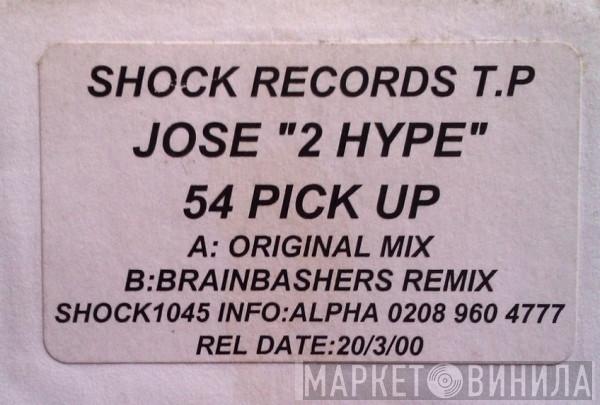 SHOCK RECORDS T.P
JOSE "2 HYPE"
54 PICK UP
A: ORIGINAL MIX
B:BRAINBASHERS REMIX
SHOCK1045 INFO:ALPHA 0208 960 4777
REL DATE:20/3/00
МАРКЕТ ВИНИЛА